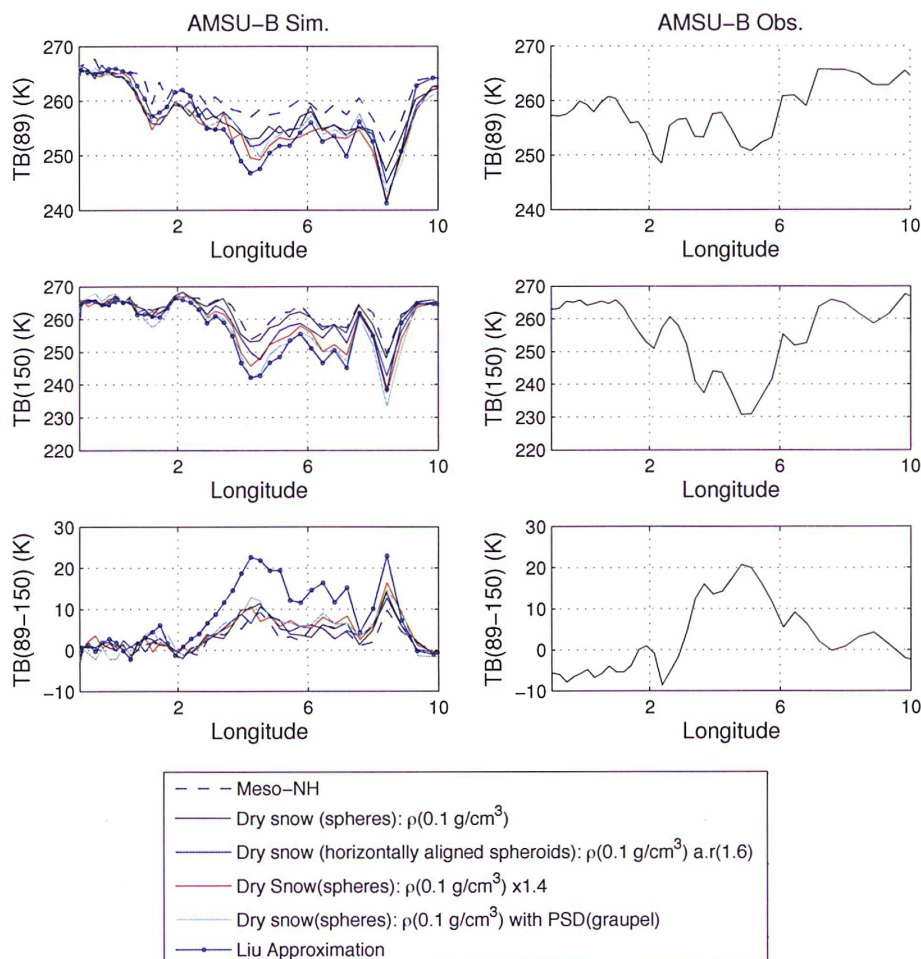 AMSU-B Sim.
AMSU-B Obs.
TB(89) (K)
270
260
250
240
2
6
10
Longitude
TB(89) (K)
270
260
250
240
2
6
10
Longitude
TB(150) (K)
270
260
250
240
230
220
2
6
10
Longitude
TB(150) (K)
270
260
250
240
230
220
2
6
10
Longitude
TB(89-150) (K)
30
20
10
0
-10
2
6
10
Longitude
TB(89-150) (K)
30
20
10
0
-10
2
6
10
Longitude
Meso-NH
Dry snow (spheres): ρ(0.1 g/cm³)
Dry snow (horizontally aligned spheroids): ρ(0.1 g/cm³) a.r(1.6)
Dry Snow(spheres): ρ(0.1 g/cm³) x1.4
Dry snow(spheres): ρ(0.1 g/cm³) with PSD(graupel)
Liu Approximation